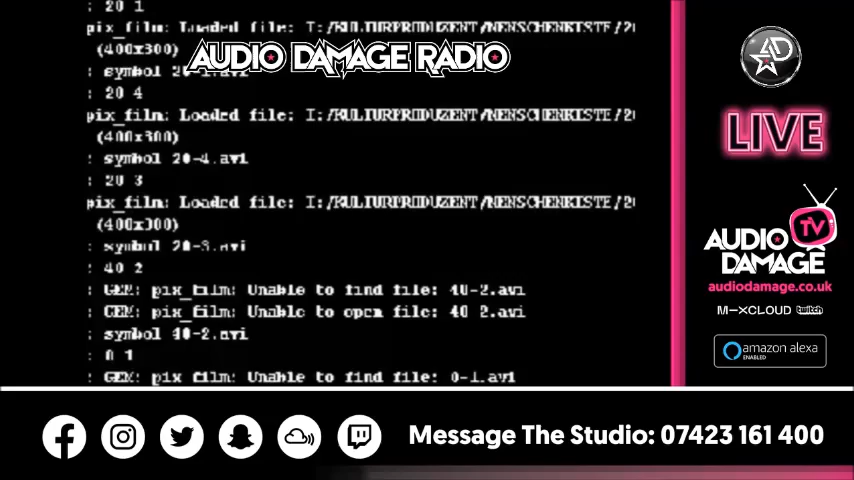 : 20 1
pix_film: Loaded file: I:/KULTURPRODUZENT/MENSCHENKISTE/2
(400x300)
AUDIO DAMAGE RADIO
: symbol 20-1.avi
: 20 4
pix_film: Loaded file: I:/KULTURPRODUZENT/MENSCHENKISTE/2
(400x300)
: symbol 20-4.avi
: 20 3
pix_film: Loaded file: I:/KULTURPRODUZENT/MENSCHENKISTE/2
(400x300)
: symbol 20-3.avi
: 40 2
: GEM: pix_film: Unable to find file: 40-2.avi
: GEM: pix_film: Unable to open file: 40-2.avi
: symbol 40-2.avi
: 0 1
: GEM: pix_film: Unable to find file: 0-1.avi
AD
LIVE
TV
AUDIO
DAMAGE
audiodamage.co.uk
MIXCLOUD twitch
amazon alexa
ENABLED
Message The Studio: 07423 161 400